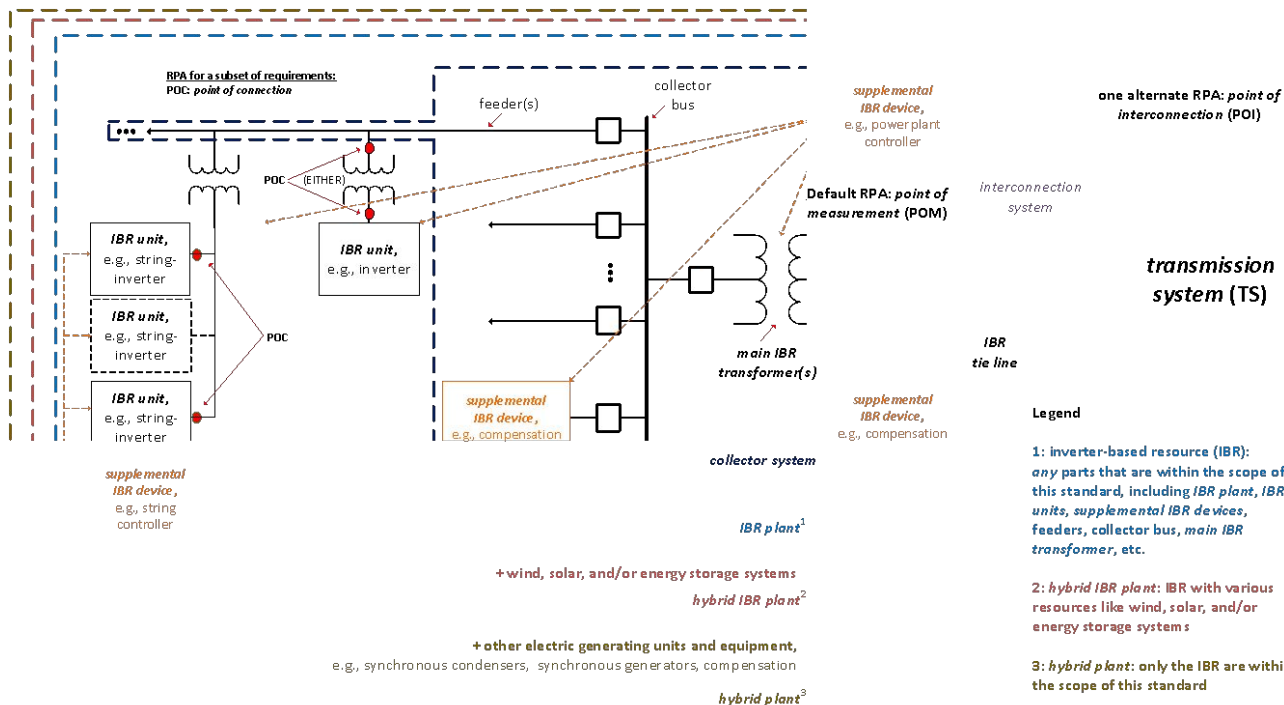 RPA for a subset of requirements:
POC: point of connection
collector
bus
feeder(s)
supplemental
IBR device,
e.g., power plant
controller
one alternate RPA: point of
interconnection (POI)
POC
(EITHER)
Default RPA: point of
measurement (POM)
interconnection
system
IBR unit,
e.g., string-
inverter
IBR unit,
e.g., inverter
transmission
system (TS)
IBR unit,
e.g., string-
inverter
POC
main IBR
transformer(s)
IBR
tie line
IBR unit,
e.g., string-
inverter
supplemental
IBR device,
e.g., compensation
supplemental
IBR device,
e.g., compensation
collector system
supplemental
IBR device,
e.g., string
controller
IBR plant1
+ wind, solar, and/or energy storage systems
hybrid IBR plant2
+ other electric generating units and equipment,
e.g., synchronous condensers, synchronous generators, compensation
hybrid plant3
Legend
1: inverter-based resource (IBR):
any parts that are within the scope of
this standard, including IBR plant, IBR
units, supplemental IBR devices,
feeders, collector bus, main IBR
transformer, etc.
2: hybrid IBR plant: IBR with various
resources like wind, solar, and/or
energy storage systems
3: hybrid plant: only the IBR are withi
the scope of this standard